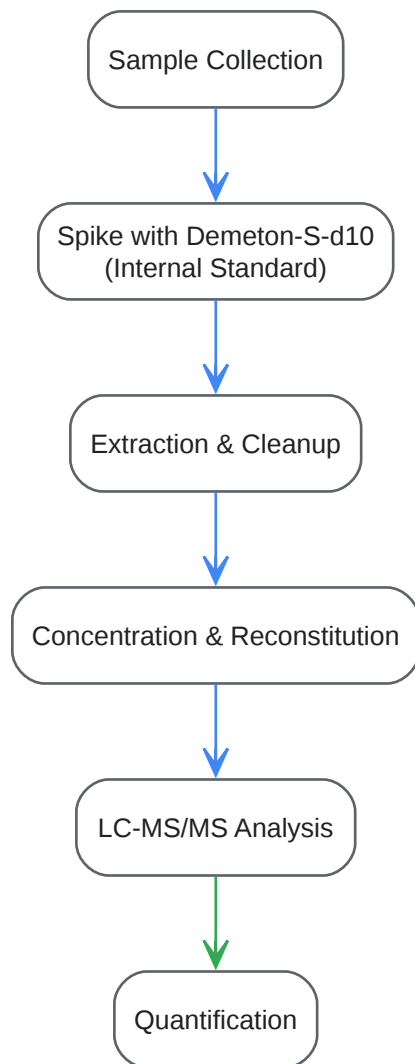 Sample Collection
Spike with Demeton-S-d10
(Internal Standard)
Extraction & Cleanup
Concentration & Reconstitution
LC-MS/MS Analysis
Quantification